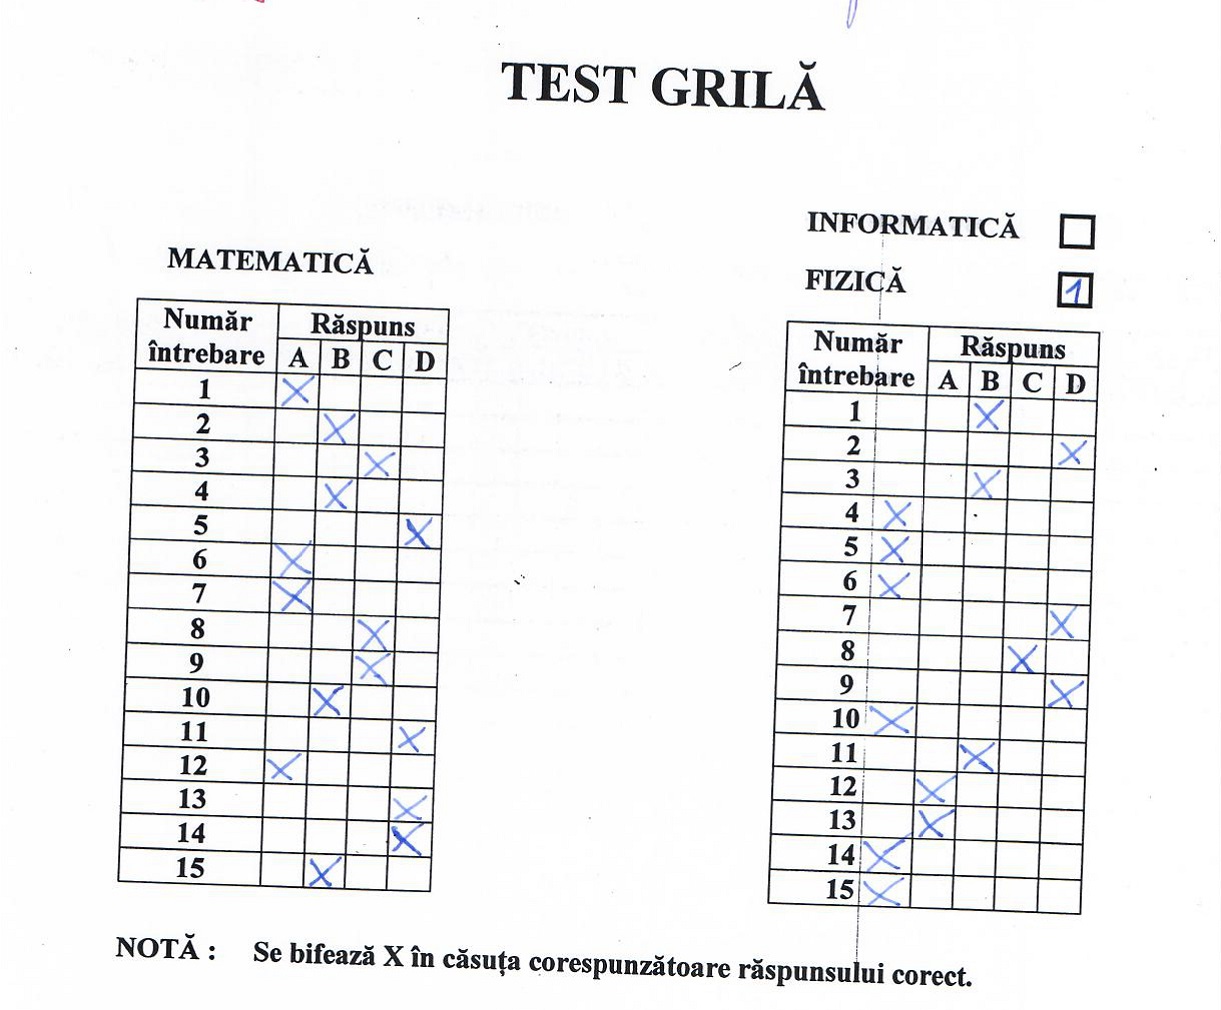 TEST GRILĂ
INFORMATICĂ
MATEMATICĂ
FIZICĂ 1
Număr întrebare Răspuns
A B C D
1 X
2 X
3 X
4 X
5 X
6 X
7 X
8 X
9 X
10 X
11 X
12 X
13 X
14 X
15 X
Număr întrebare Răspuns
A B C D
1 X
2 X
3 X
4 X
5 X
6 X
7 X
8 X
9 X
10 X
11 X
12 X
13 X
14 X
15 X
NOTĂ : Se bifează X în căsuța corespunzătoare răspunsului corect.